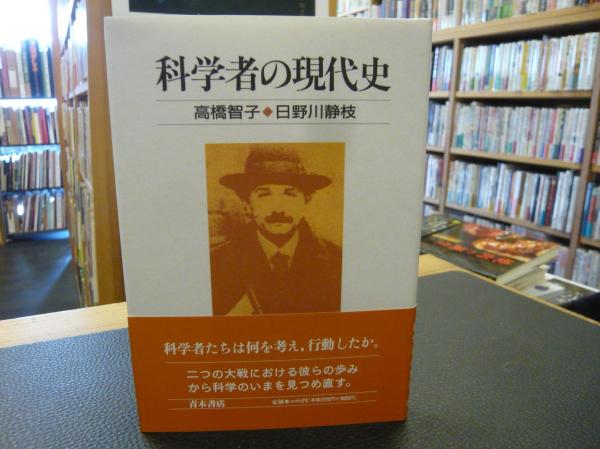 科学者の現代史
高橋智子◆日野川静枝
科学者たちは何を考え,行動したか。
二つの大戦における彼らの歩み
から科学のいまを見つめ直す。
青木書店